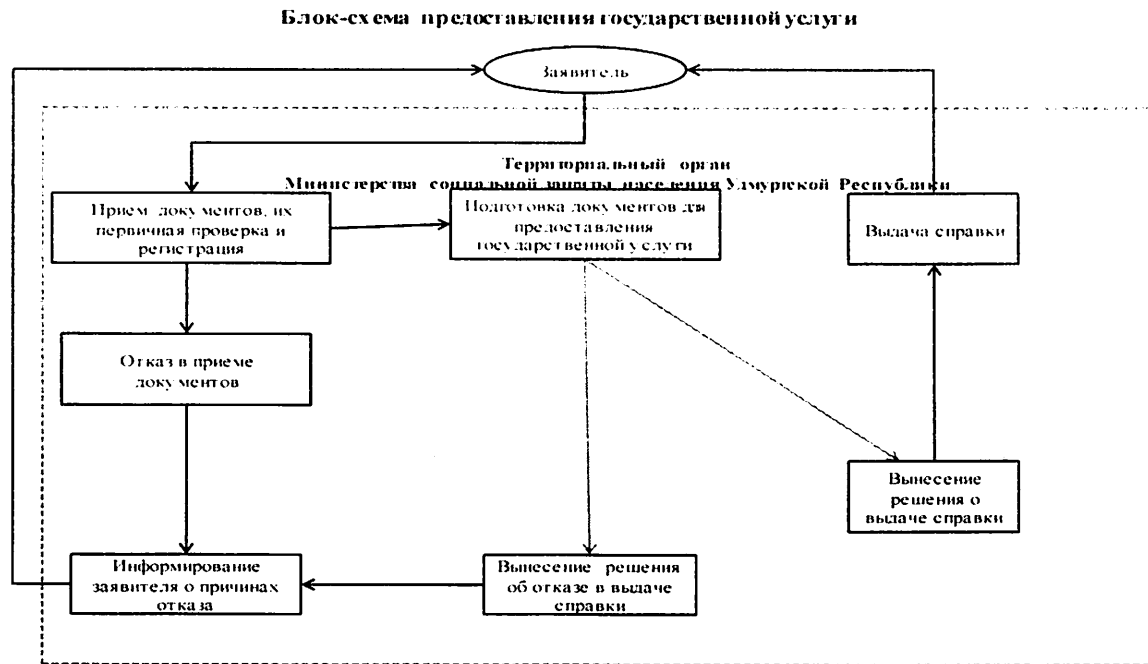 Блок-схема предоставления государственной услуги
Заявитель
Территориальный орган
Министерства социальной защиты населения Удмуртской Республики
Прием документов, их
первичная проверка и
регистрация
Подготовка документов для
предоставления
государственной услуги
Выдача справки
Отказ в приеме
документов
Вынесение
решения о
выдаче справки
Информирование
заявителя о причинах
отказа
Вынесение решения
об отказе в выдаче
справки